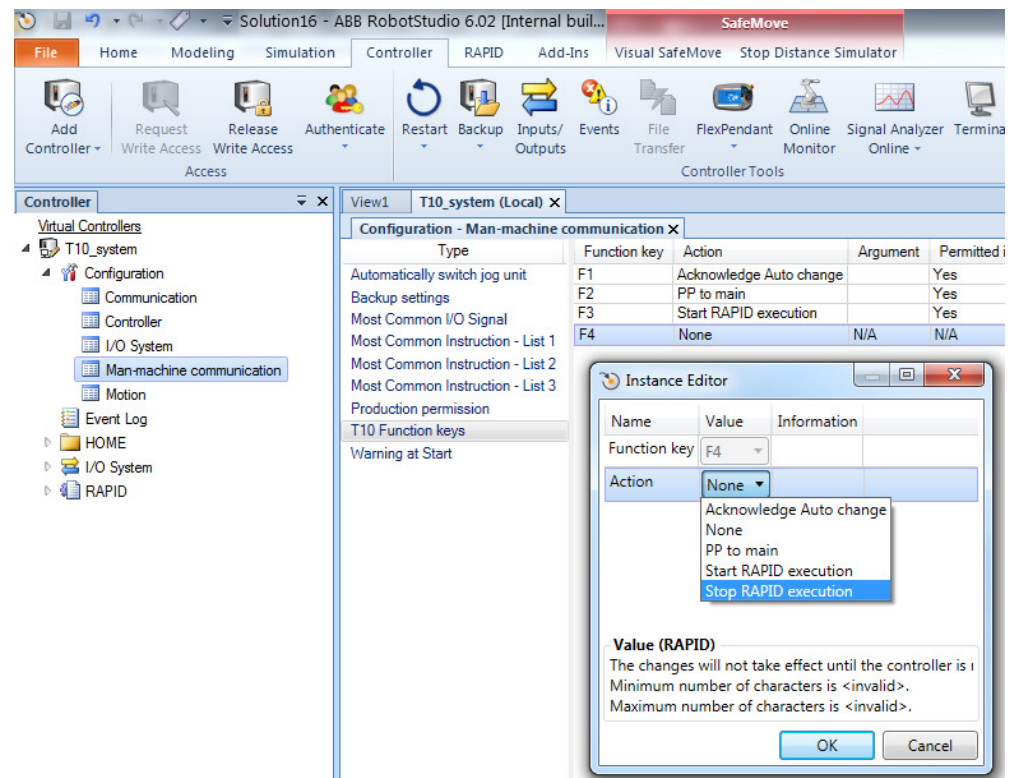 Solution16 - ABB RobotStudio 6.02 [Internal buil...
SafeMove
File Home Modeling Simulation Controller RAPID Add-Ins Visual SafeMove Stop Distance Simulator
Add Controller
Request Write Access
Release Write Access
Authenticate
Restart
Backup
Inputs/ Outputs
Events
File Transfer
FlexPendant
Online Monitor
Signal Analyzer Online
Termina
Access
Controller Tools
Controller
Virtual Controllers
T10_system
Configuration
Communication
Controller
I/O System
Man-machine communication
Motion
Event Log
HOME
I/O System
RAPID
View1 T10_system (Local)
Configuration - Man-machine communication
Type
Automatically switch jog unit
Backup settings
Most Common I/O Signal
Most Common Instruction - List 1
Most Common Instruction - List 2
Most Common Instruction - List 3
Production permission
T10 Function keys
Warning at Start
Function key Action Argument Permitted i
F1 Acknowledge Auto change Yes
F2 PP to main Yes
F3 Start RAPID execution Yes
F4 None N/A N/A
Instance Editor
Name Value Information
Function key F4
Action None
Acknowledge Auto change
None
PP to main
Start RAPID execution
Stop RAPID execution
Value (RAPID)
The changes will not take effect until the controller is
Minimum number of characters is <invalid>.
Maximum number of characters is <invalid>.
OK Cancel